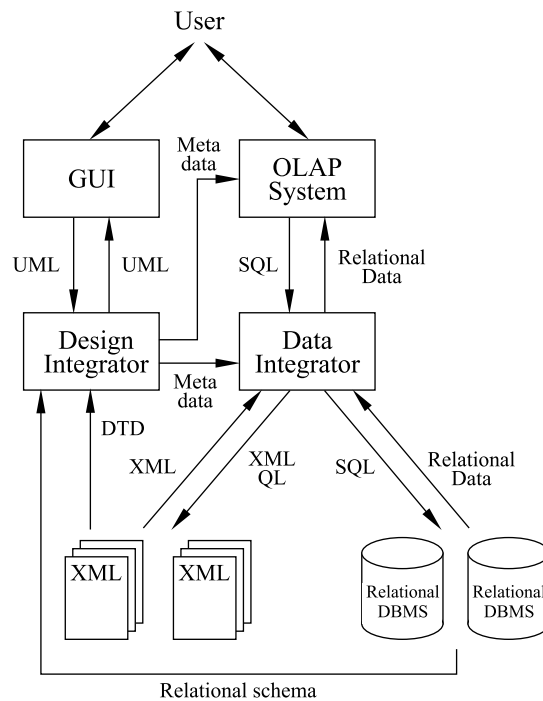 User
Meta
data
GUI
OLAP
System
UML
UML
SQL
Relational
Data
Design
Integrator
Data
Integrator
Meta
data
DTD
XML
XML
QL
SQL
Relational
Data
XML
XML
Relational
DBMS
Relational
DBMS
Relational schema